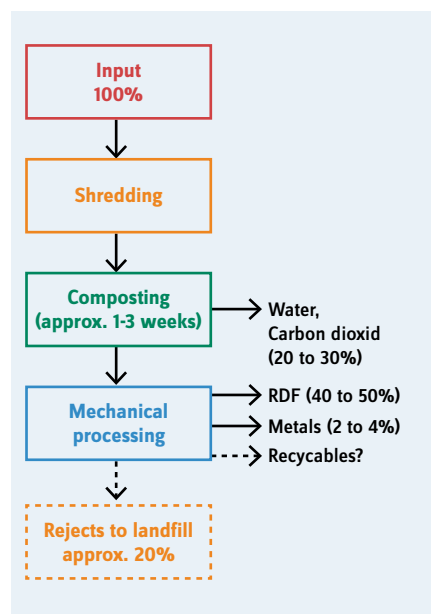 Input
100%
Shredding
Composting
(approx. 1-3 weeks)
Water,
Carbon dioxid
(20 to 30%)
Mechanical
processing
RDF (40 to 50%)
Metals (2 to 4%)
Recycables?
Rejects to landfill
approx. 20%